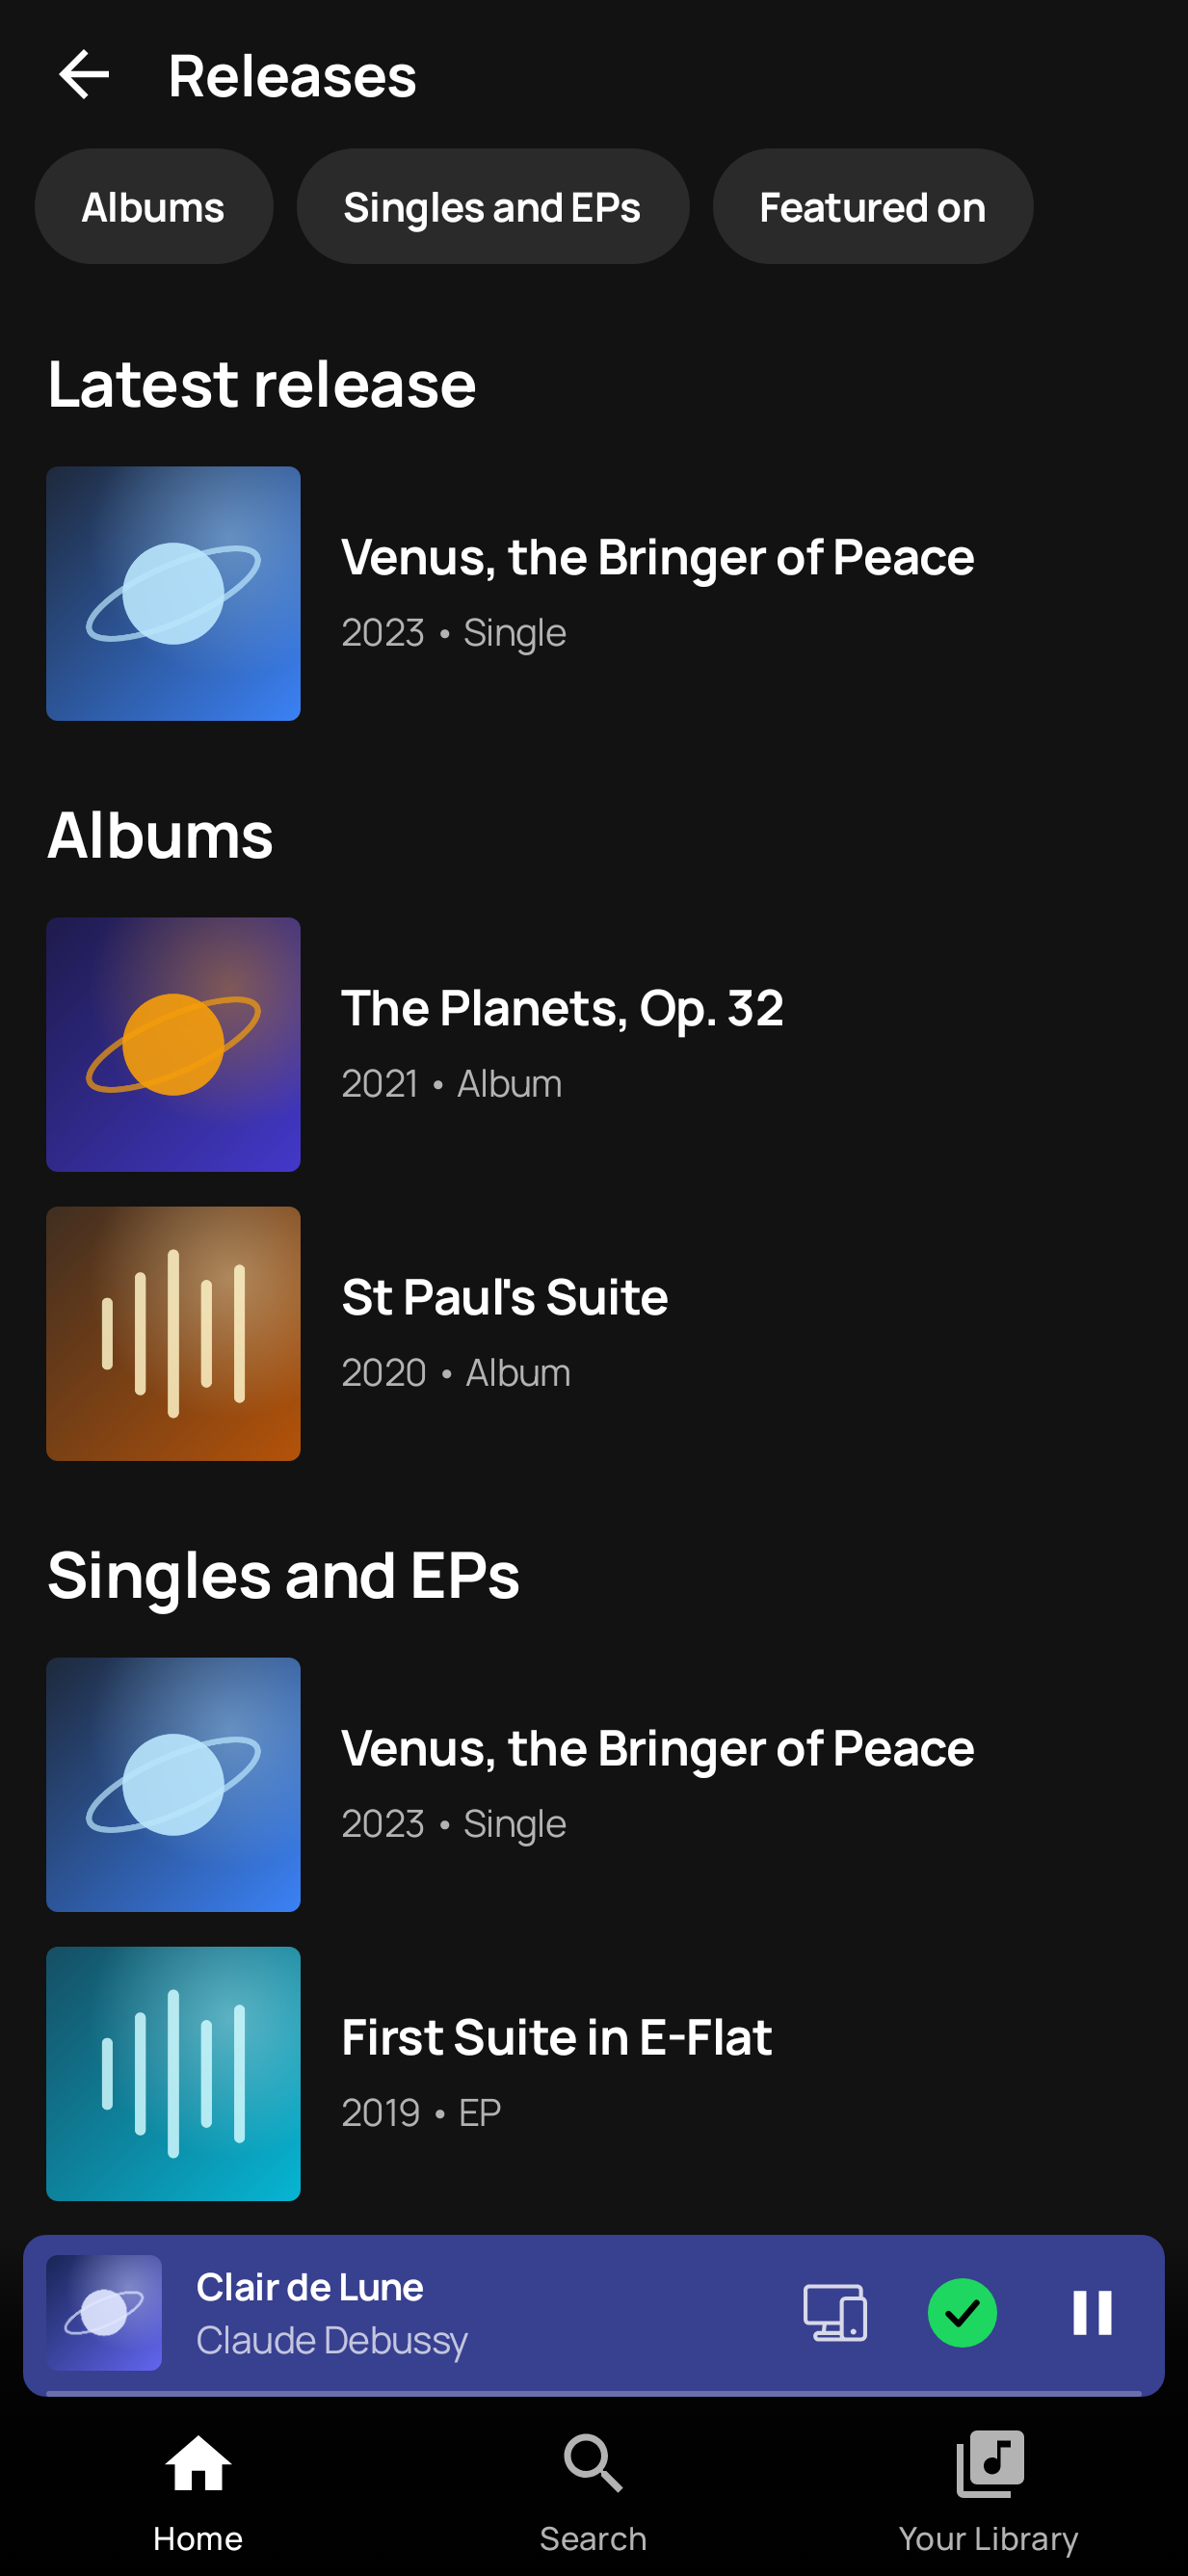 Releases
Albums
Singles and EPs
Featured on
Latest release
Venus, the Bringer of Peace
2023 • Single
Albums
The Planets, Op. 32
2021 • Album
St Paul's Suite
2020 • Album
Singles and EPs
Venus, the Bringer of Peace
2023 • Single
First Suite in E-Flat
2019 • EP
Clair de Lune
Claude Debussy
Home
Search
Your Library